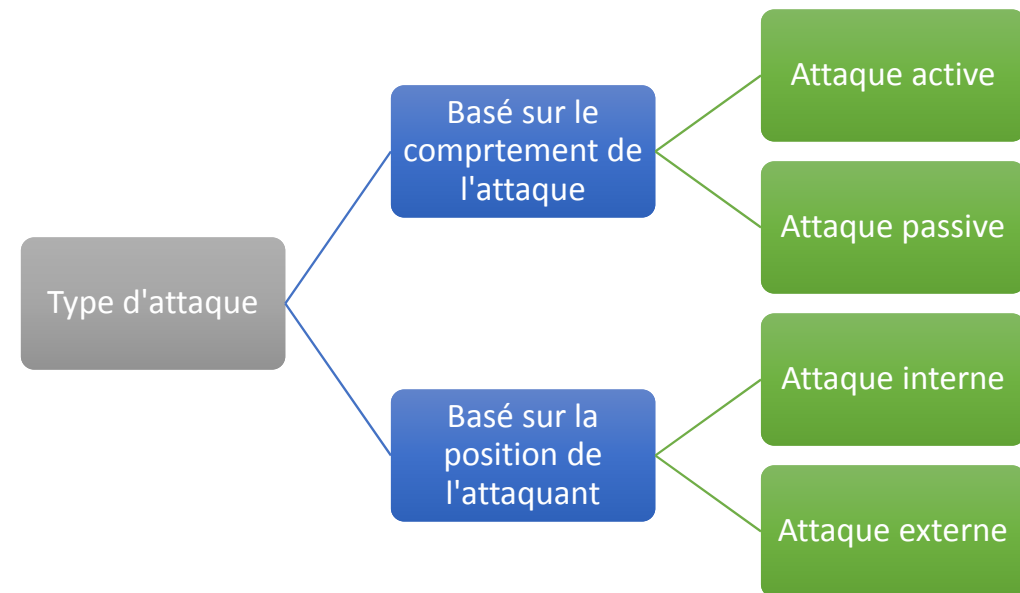 Type d'attaque
Basé sur le
comprtement de
l'attaque
Attaque active
Attaque passive
Basé sur la
position de
l'attaquant
Attaque interne
Attaque externe